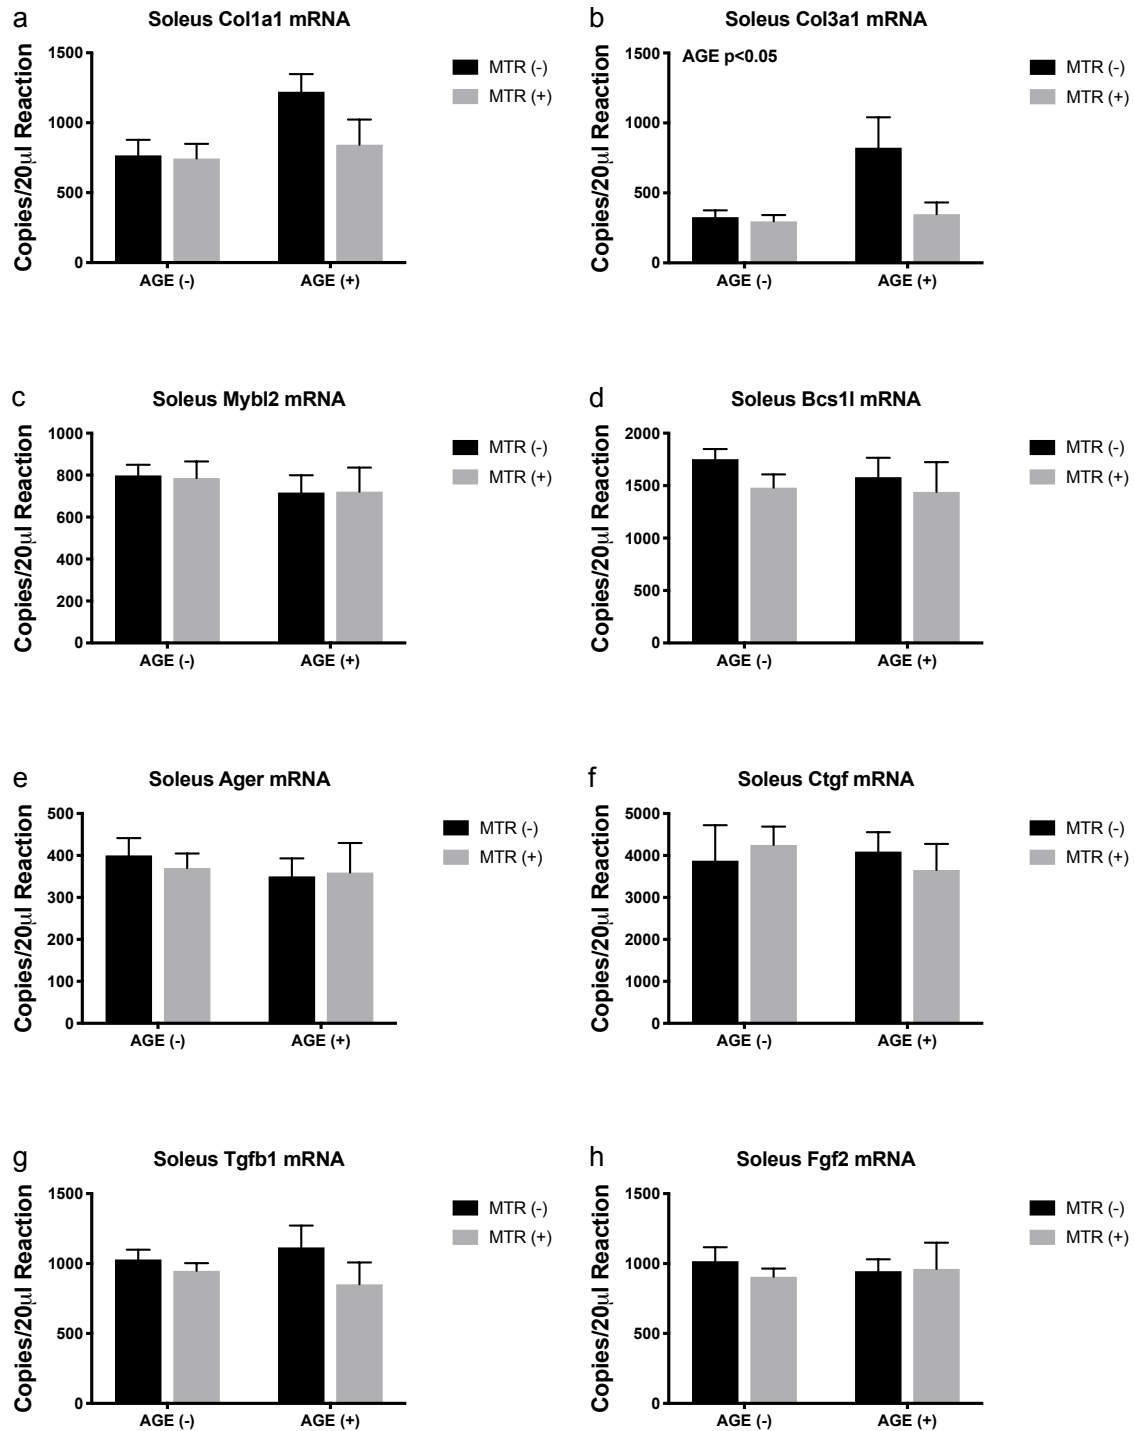 a
Soleus Col1a1 mRNA
Copies/20µl Reaction
1500
1000
500
0
AGE (-)
AGE (+)
MTR (-)
MTR (+)
b
Soleus Col3a1 mRNA
Copies/20µl Reaction
1500
1000
500
0
AGE p<0.05
AGE (-)
AGE (+)
MTR (-)
MTR (+)
c
Soleus Mybl2 mRNA
Copies/20µl Reaction
1000
800
600
400
200
0
AGE (-)
AGE (+)
MTR (-)
MTR (+)
d
Soleus Bcs1l mRNA
Copies/20µl Reaction
2000
1500
1000
500
0
AGE (-)
AGE (+)
MTR (-)
MTR (+)
e
Soleus Ager mRNA
Copies/20µl Reaction
500
400
300
200
100
0
AGE (-)
AGE (+)
MTR (-)
MTR (+)
f
Soleus Ctgf mRNA
Copies/20µl Reaction
5000
4000
3000
2000
1000
0
AGE (-)
AGE (+)
MTR (-)
MTR (+)
g
Soleus Tgfb1 mRNA
Copies/20µl Reaction
1500
1000
500
0
AGE (-)
AGE (+)
MTR (-)
MTR (+)
h
Soleus Fgf2 mRNA
Copies/20µl Reaction
1500
1000
500
0
AGE (-)
AGE (+)
MTR (-)
MTR (+)